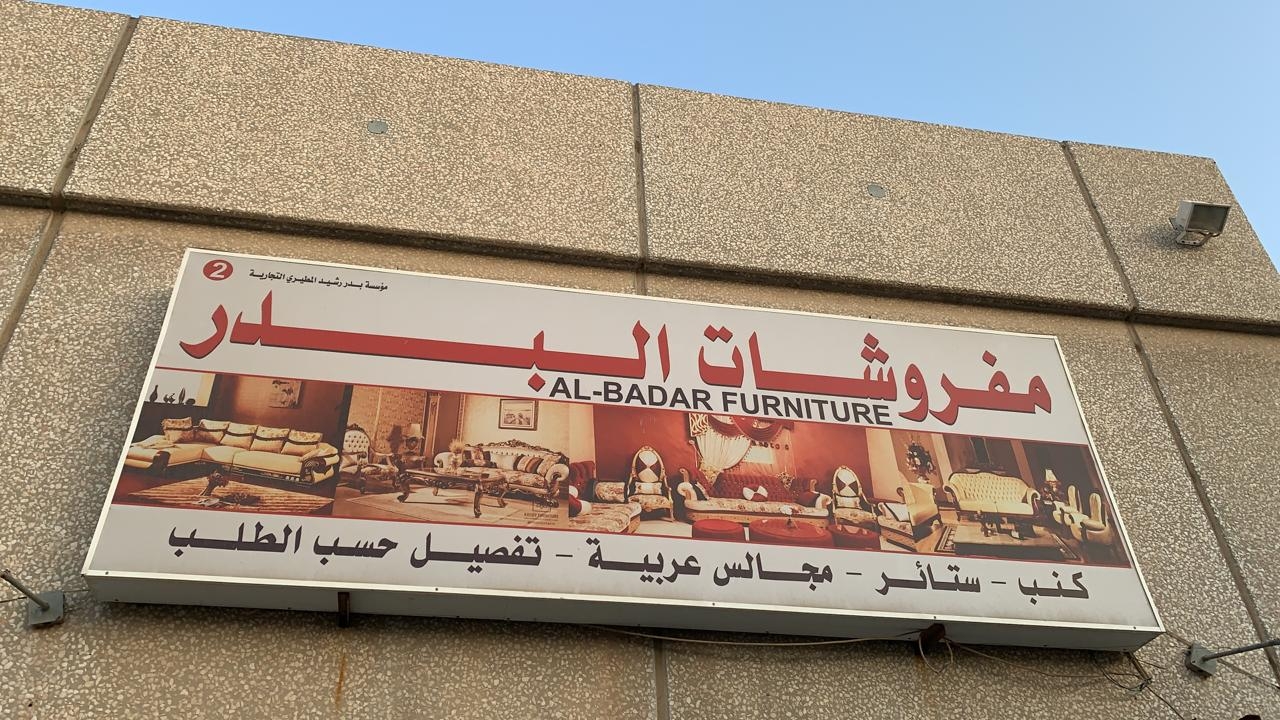 2 مؤسسة بدر رشيد المطيري التجارية
مفروشات البدر
AL-BADAR FURNITURE
كنب - ستائر - مجالس عربية - تفصيل حسب الطلب